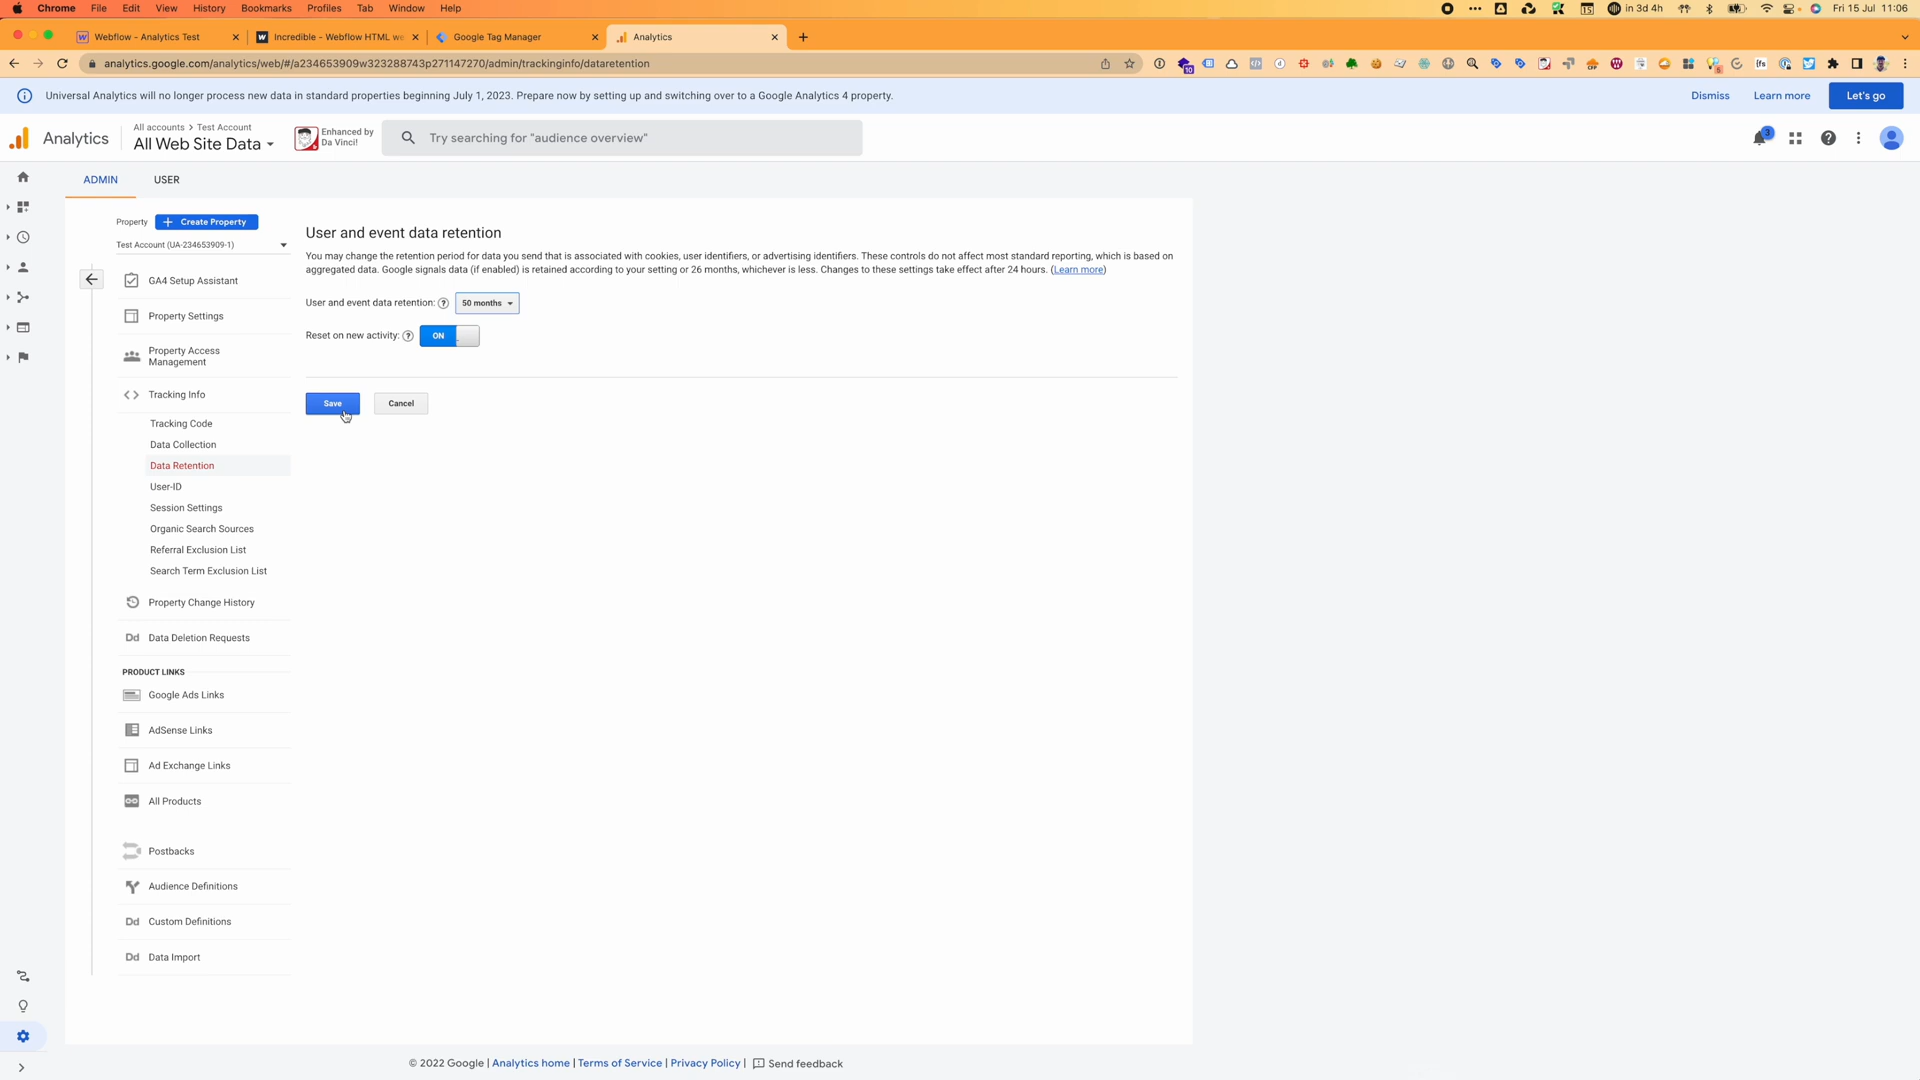 Chrome File Edit View History Bookmarks Profiles Tab Window Help in 3d 4h Fri 15 Jul 11:06
Webflow - Analytics Test
Incredible - Webflow HTML we
Google Tag Manager
Analytics
analytics.google.com/analytics/web/#/a234653909w323288743p271147270/admin/trackinginfo/dataretention
Universal Analytics will no longer process new data in standard properties beginning July 1, 2023. Prepare now by setting up and switching over to a Google Analytics 4 property.
Dismiss Learn more Let's go
Analytics
All accounts > Test Account
All Web Site Data
Enhanced by
Da Vinci!
Try searching for "audience overview"
3
ADMIN USER
Property + Create Property
Test Account (UA-234653909-1)
GA4 Setup Assistant
Property Settings
Property Access
Management
Tracking Info
Tracking Code
Data Collection
Data Retention
User-ID
Session Settings
Organic Search Sources
Referral Exclusion List
Search Term Exclusion List
Property Change History
Dd Data Deletion Requests
PRODUCT LINKS
Google Ads Links
AdSense Links
Ad Exchange Links
All Products
Postbacks
Audience Definitions
Dd Custom Definitions
Dd Data Import
User and event data retention
You may change the retention period for data you send that is associated with cookies, user identifiers, or advertising identifiers. These controls do not affect most standard reporting, which is based on
aggregated data. Google signals data (if enabled) is retained according to your setting or 26 months, whichever is less. Changes to these settings take effect after 24 hours. (Learn more)
User and event data retention: ? 50 months
Reset on new activity: ? ON
Save Cancel
© 2022 Google | Analytics home | Terms of Service | Privacy Policy | Send feedback